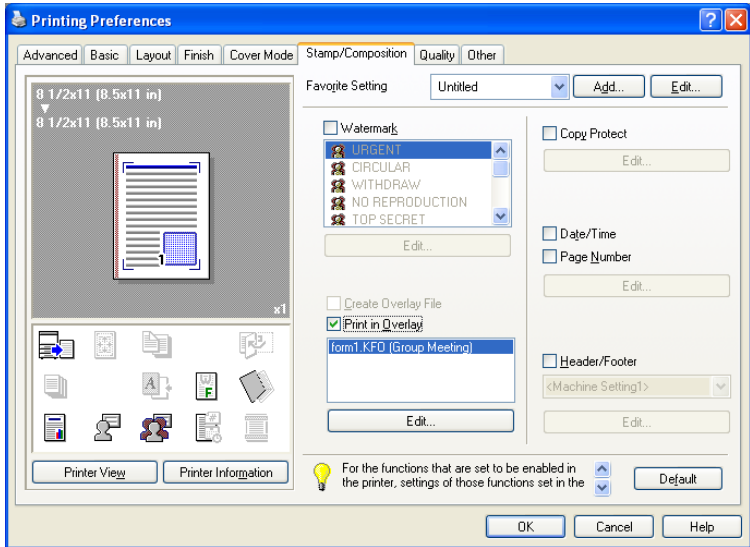 Printing Preferences
Advanced Basic Layout Finish Cover Mode Stamp/Composition Quality Other
8 1/2x11 (8.5x11 in)
8 1/2x11 (8.5x11 in)
1
x1
Printer View Printer Information
Favorite Setting Untitled Add... Edit...
Watermark
URGENT
CIRCULAR
WITHDRAW
NO REPRODUCTION
TOP SECRET
Edit...
Create Overlay File
Print in Overlay
form1.KFO (Group Meeting)
Edit...
Copy Protect
Edit...
Date/Time
Page Number
Edit...
Header/Footer
<Machine Setting1>
Edit...
For the functions that are set to be enabled in
the printer, settings of those functions set in the
Default
OK Cancel Help